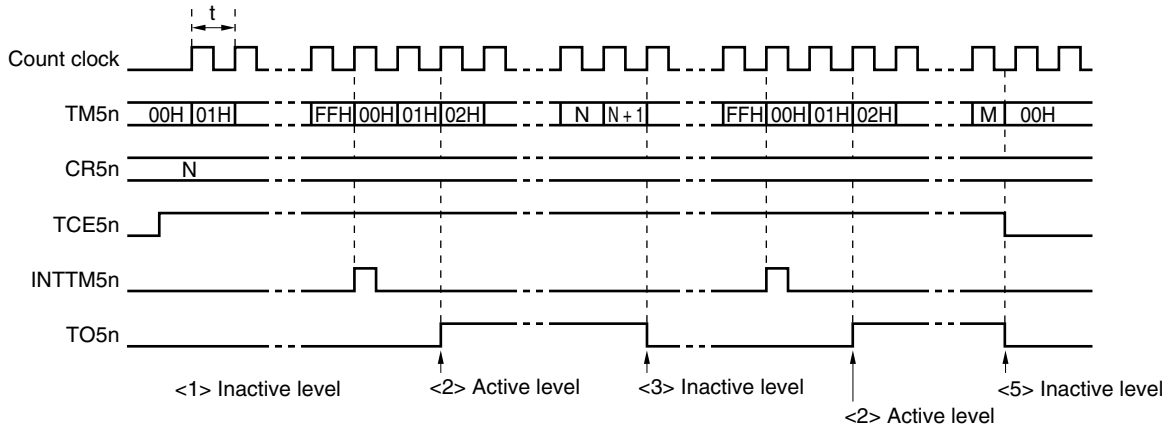 t
Count clock
TM5n 00H 01H FFH 00H 01H 02H N N + 1 FFH 00H 01H 02H M 00H
CR5n N
TCE5n
INTTM5n
TO5n
<1> Inactive level <2> Active level <3> Inactive level <5> Inactive level
<2> Active level